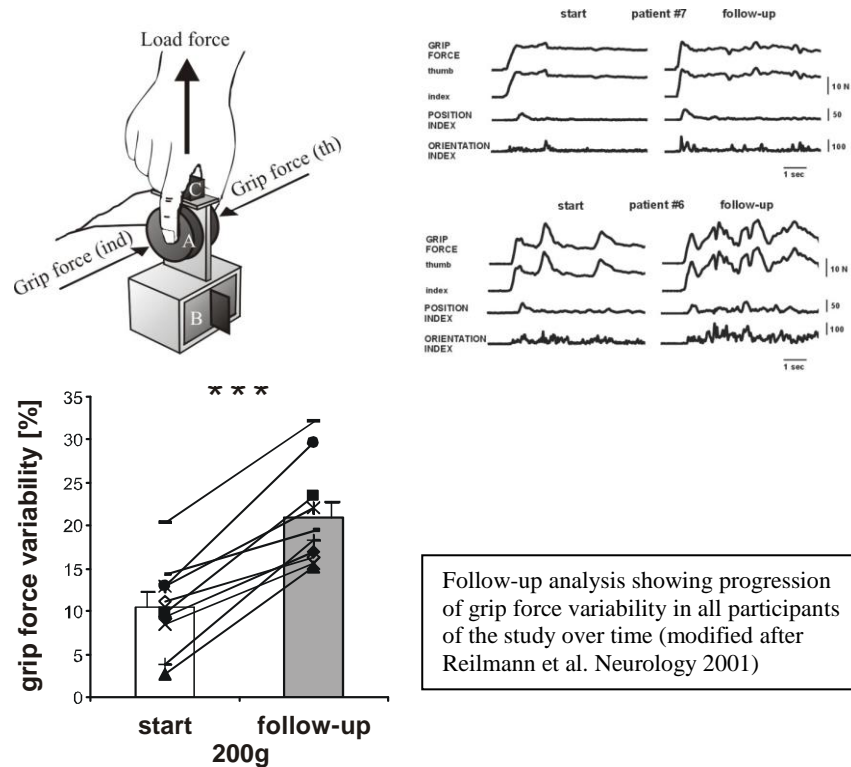 Load force
Grip force (th)
Grip force (ind)
A
B
C
start patient #7 follow-up
GRIP
FORCE
thumb
index
10 N
POSITION
INDEX
50
ORIENTATION
INDEX
100
1 sec
start patient #6 follow-up
GRIP
FORCE
thumb
index
10 N
POSITION
INDEX
50
ORIENTATION
INDEX
100
1 sec
grip force variability [%]
* * *
35
30
25
20
15
10
5
0
start follow-up
200g
Follow-up analysis showing progression
of grip force variability in all participants
of the study over time (modified after
Reilmann et al. Neurology 2001)